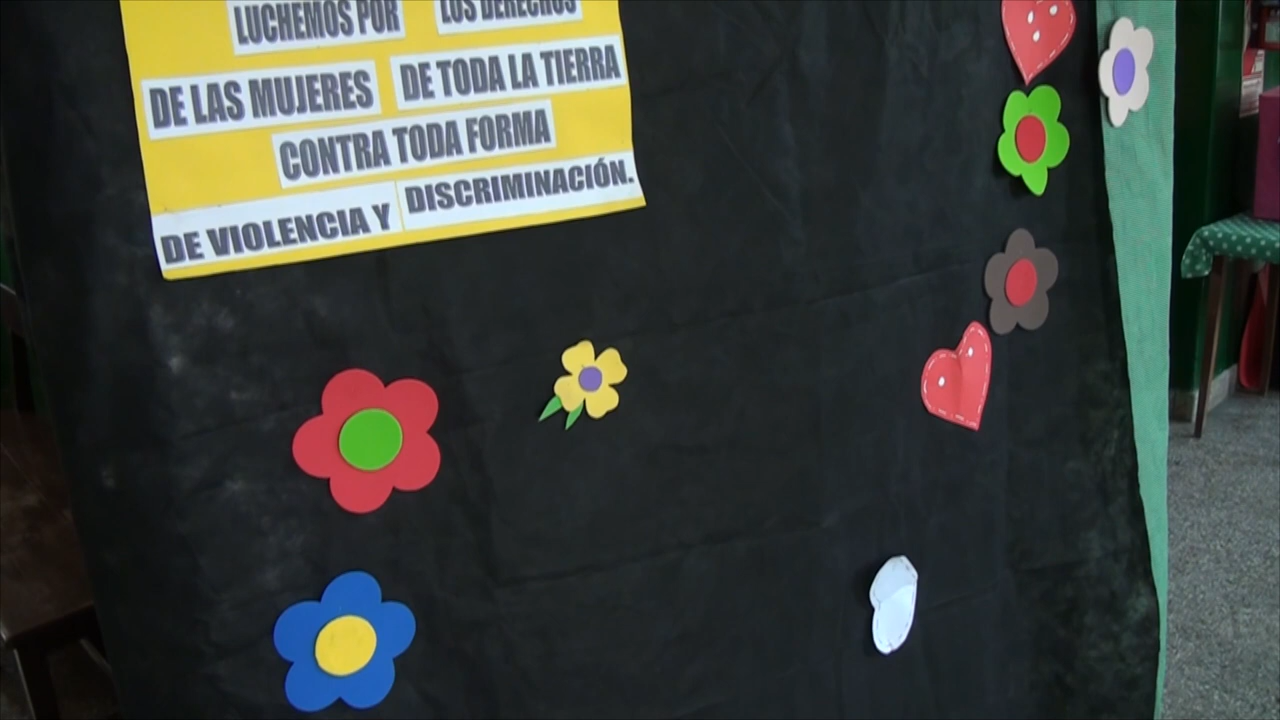 LUCHEMOS POR LOS DERECHOS
DE LAS MUJERES DE TODA LA TIERRA
CONTRA TODA FORMA
DE VIOLENCIA Y DISCRIMINACIÓN.